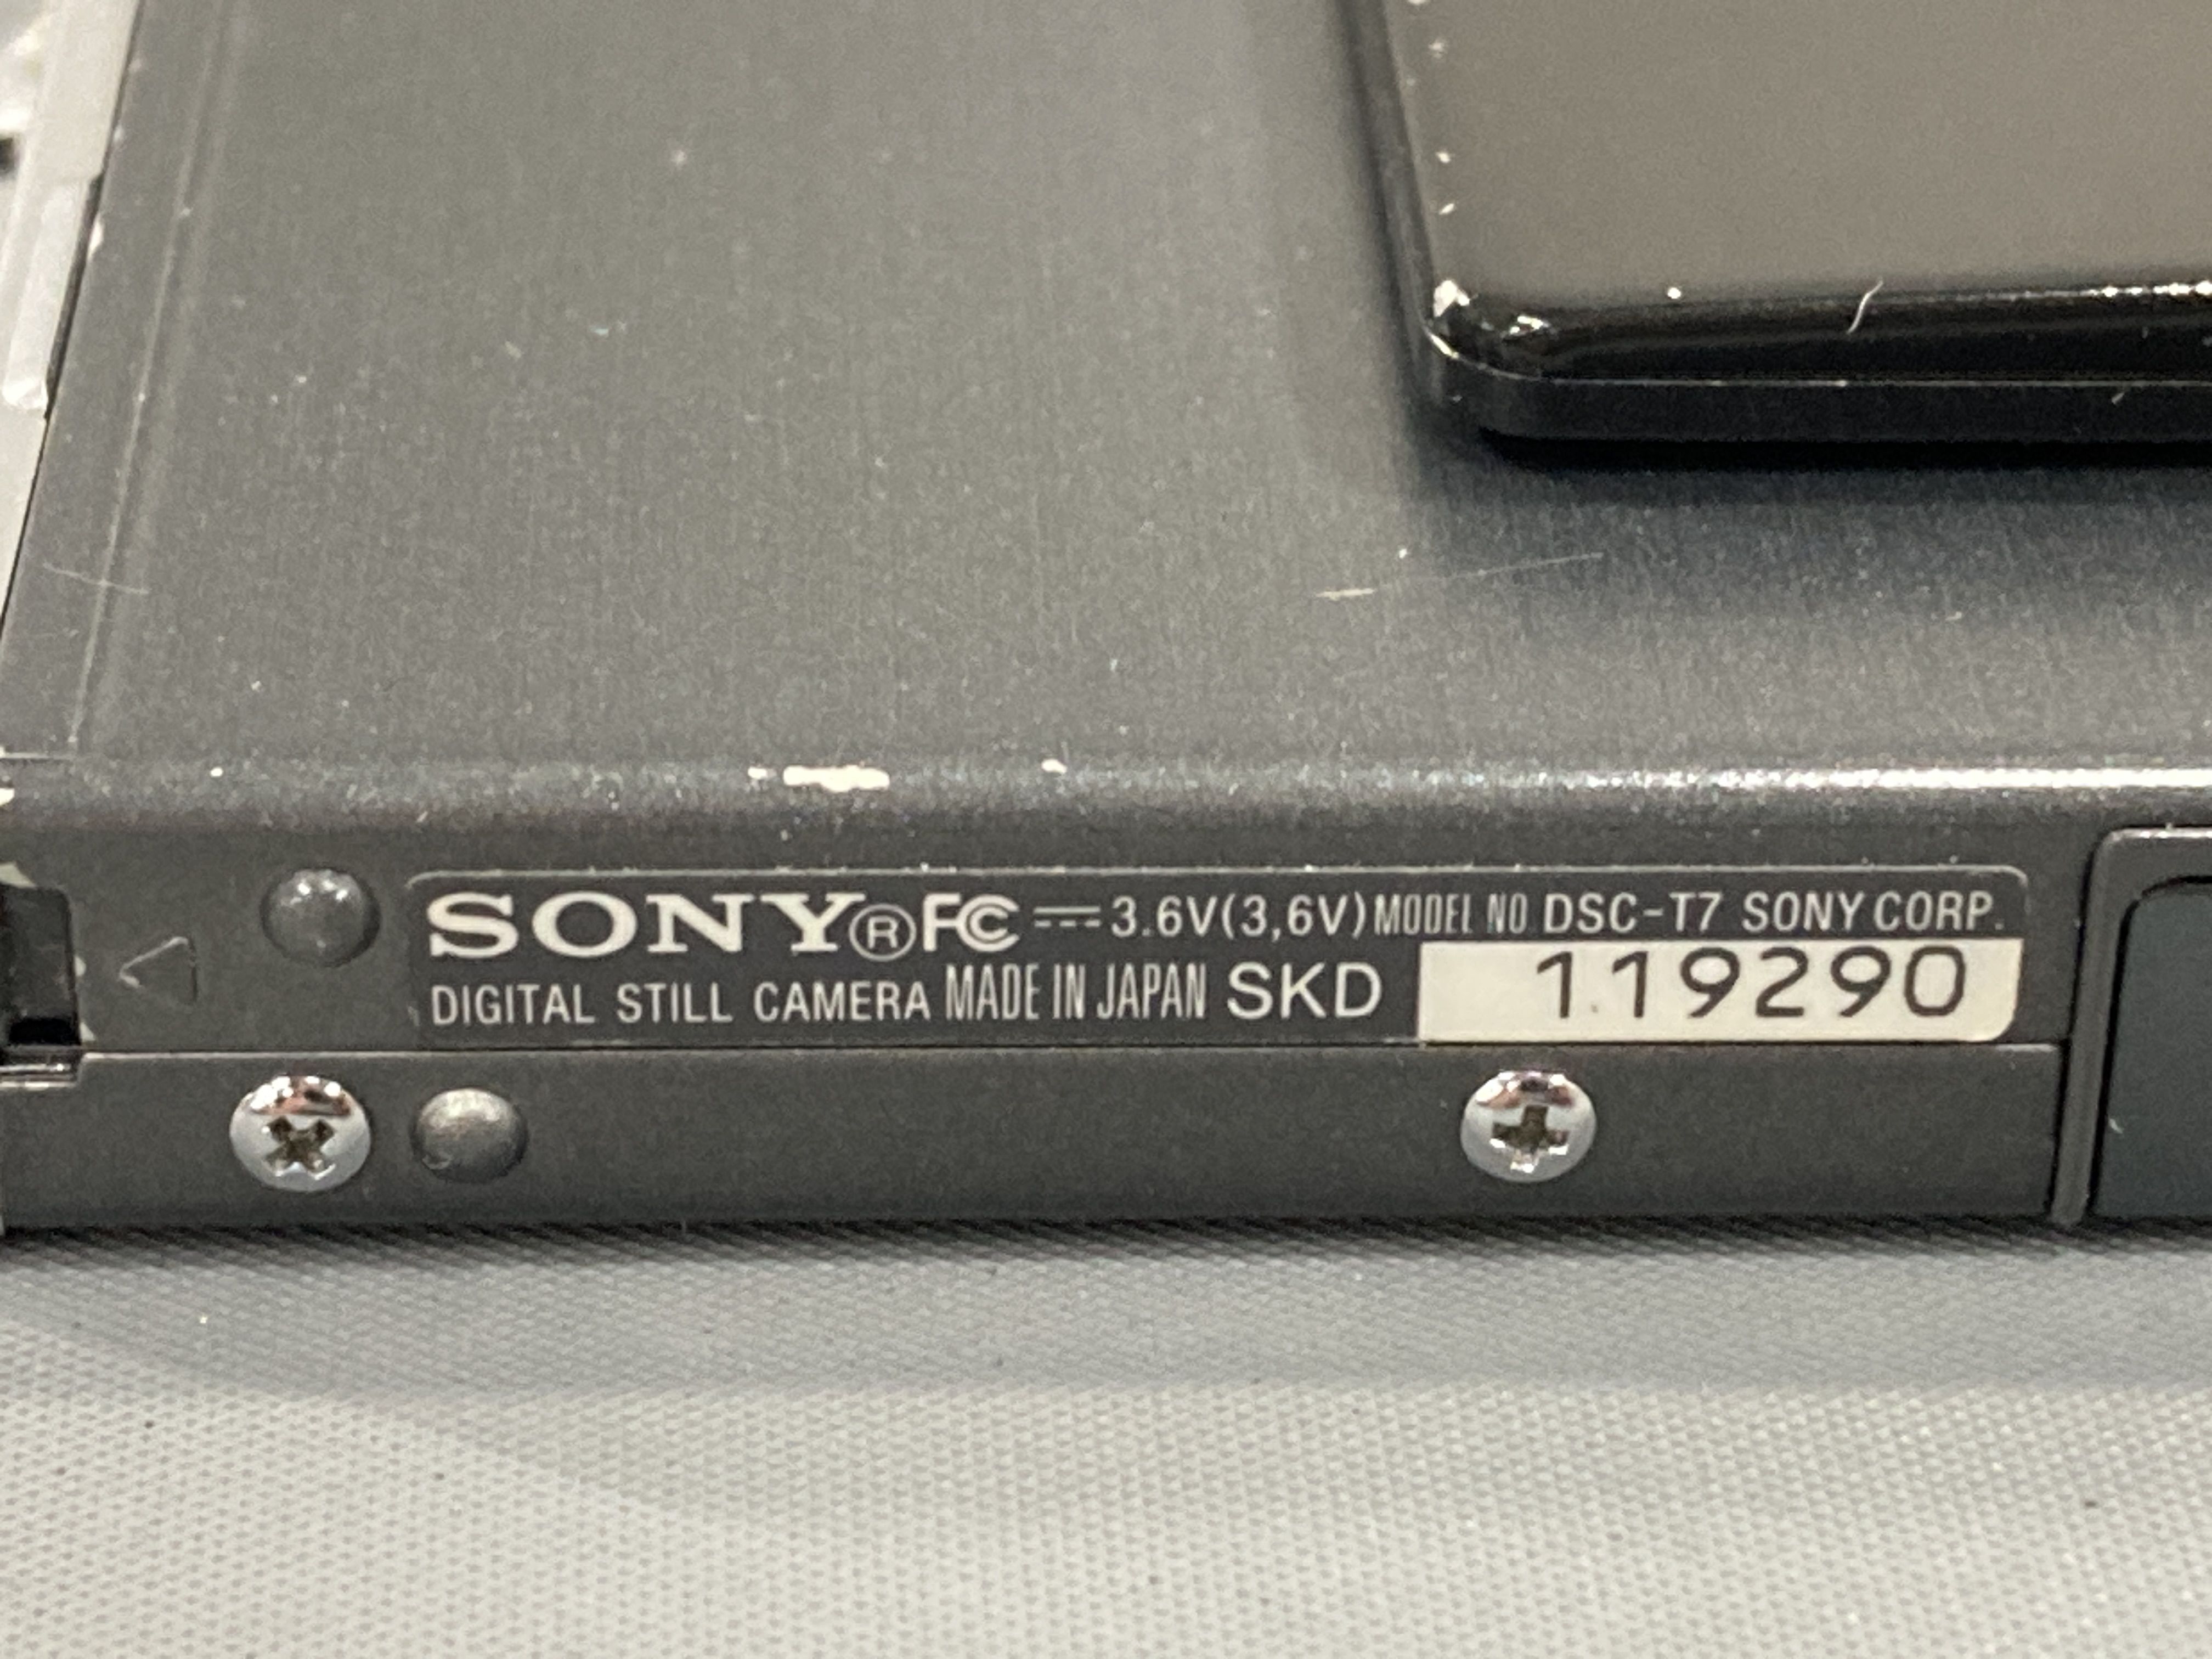 SONY® FC ⎓ 3.6V(3,6V) MODEL NO DSC-T7 SONY CORP.
DIGITAL STILL CAMERA MADE IN JAPAN SKD 119290